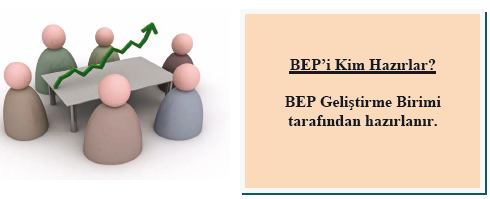 BEP’i Kim Hazırlar?
BEP Geliştirme Birimi
tarafından hazırlanır.